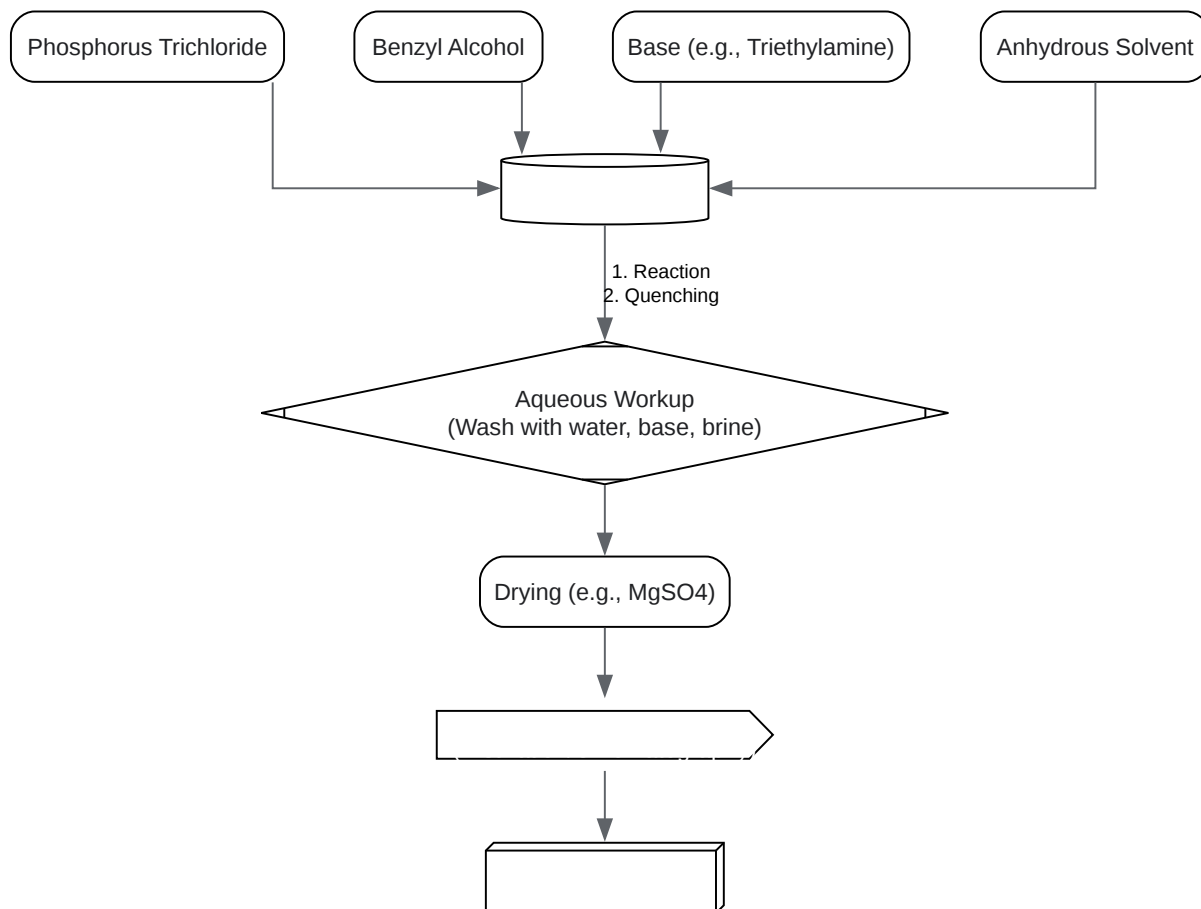 Phosphorus Trichloride
Benzyl Alcohol
Base (e.g., Triethylamine)
Anhydrous Solvent
1. Reaction
2. Quenching
Aqueous Workup
(Wash with water, base, brine)
Drying (e.g., MgSO4)